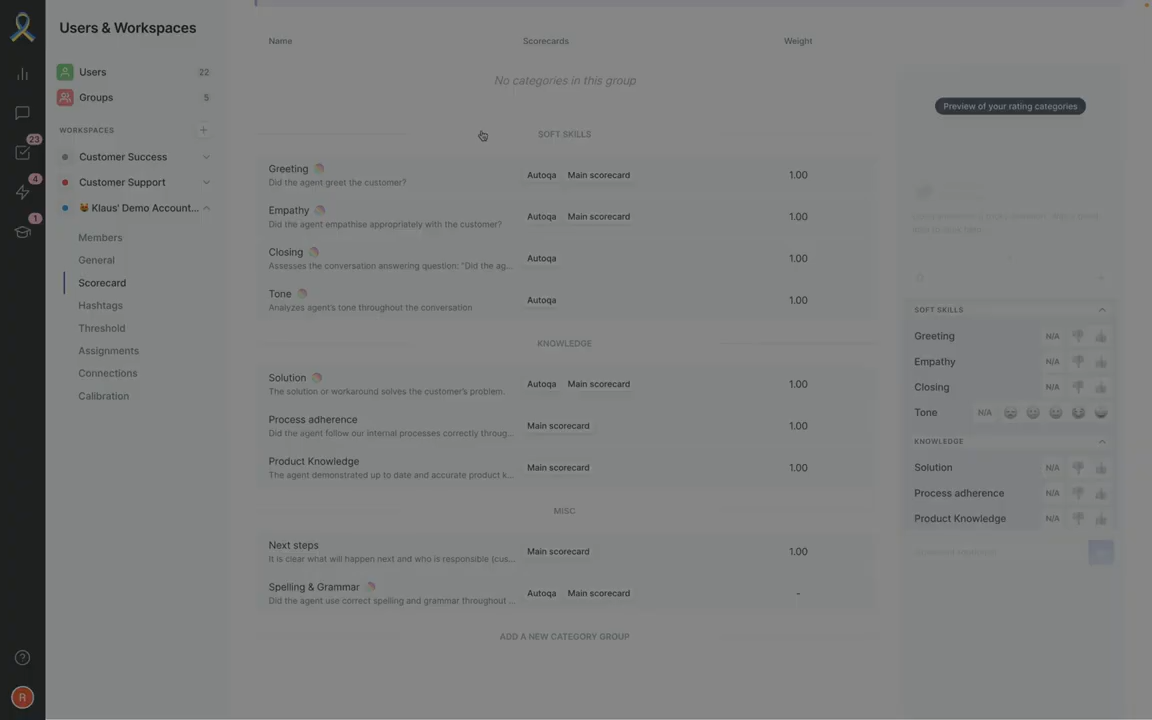 Users & Workspaces
Users 22
Groups 5
WORKSPACES
Customer Success
Customer Support
Klaus' Demo Account...
Members
General
Scorecard
Hashtags
Threshold
Assignments
Connections
Calibration
23
4
1
R
Name Scorecards Weight
No categories in this group
SOFT SKILLS
Greeting
Did the agent greet the customer?
Autoqa Main scorecard 1.00
Empathy
Did the agent empathise appropriately with the customer?
Autoqa Main scorecard 1.00
Closing
Assesses the conversation answering question: "Did the ag...
Autoqa 1.00
Tone
Analyzes agent's tone throughout the conversation
Autoqa 1.00
KNOWLEDGE
Solution
The solution or workaround solves the customer's problem.
Autoqa Main scorecard 1.00
Process adherence
Did the agent follow our internal processes correctly throug...
Main scorecard 1.00
Product Knowledge
The agent demonstrated up to date and accurate product k...
Main scorecard 1.00
MISC
Next steps
It is clear what will happen next and who is responsible (cus...
Main scorecard 1.00
Spelling & Grammar
Did the agent use correct spelling and grammar throughout ...
Autoqa Main scorecard -
ADD A NEW CATEGORY GROUP
Preview of your rating categories
SOFT SKILLS
Greeting N/A
Empathy N/A
Closing N/A
Tone N/A
KNOWLEDGE
Solution N/A
Process adherence N/A
Product Knowledge N/A